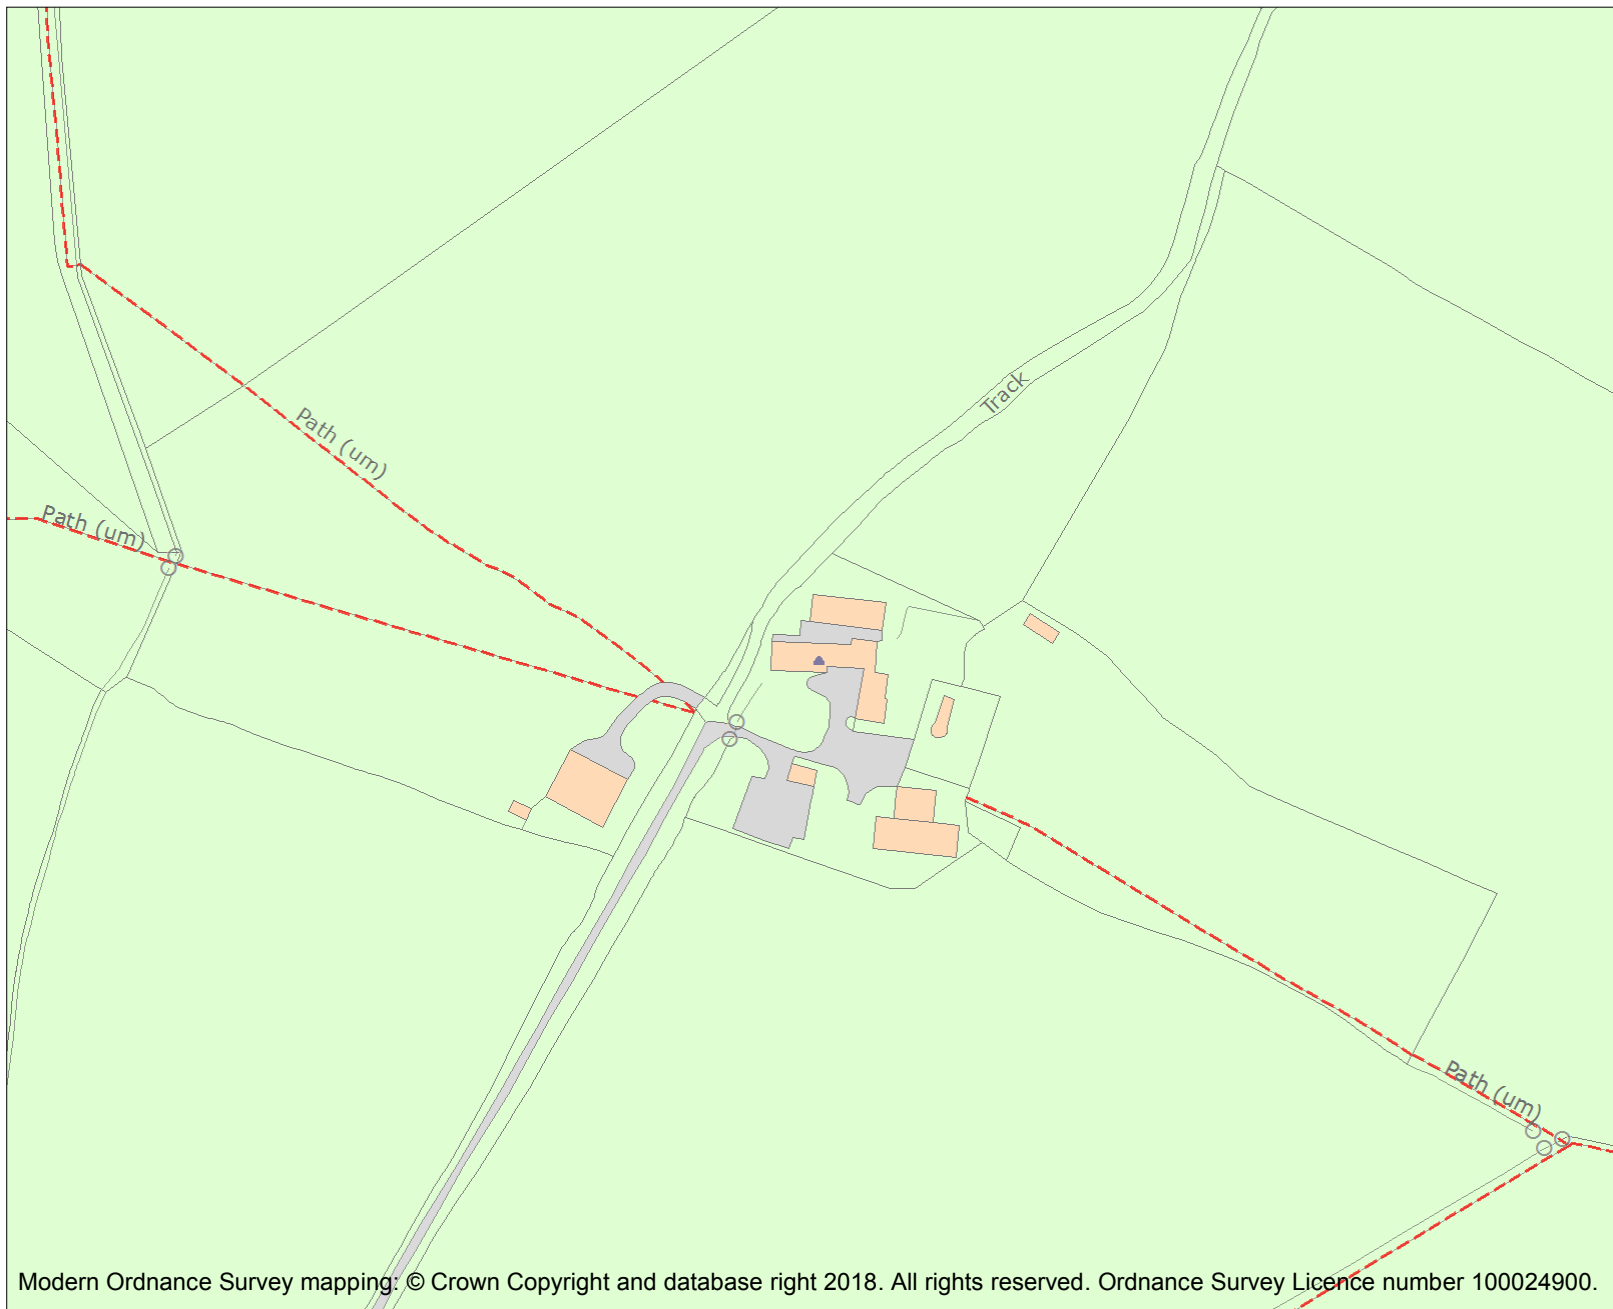 Track
Path (um)
Path (um)
Path (um)
Modern Ordnance Survey mapping: © Crown Copyright and database right 2018. All rights reserved. Ordnance Survey Licence number 100024900.